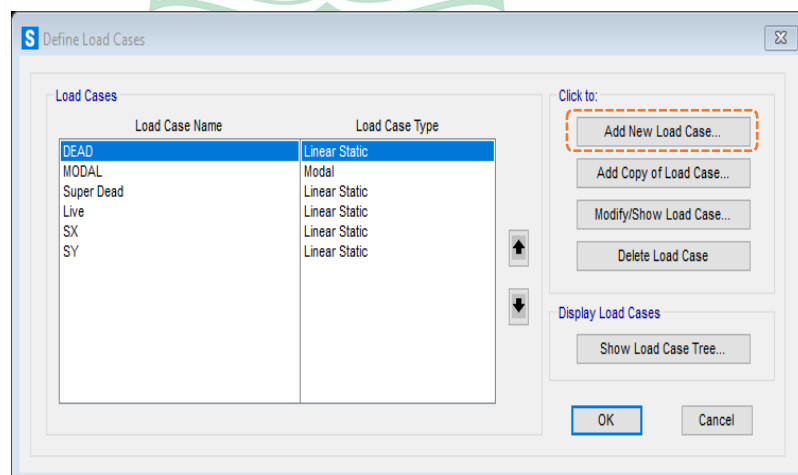 S Define Load Cases
Load Cases
Load Case Name Load Case Type
DEAD Linear Static
MODAL Modal
Super Dead Linear Static
Live Linear Static
SX Linear Static
SY Linear Static
Click to:
Add New Load Case...
Add Copy of Load Case...
Modify/Show Load Case...
Delete Load Case
Display Load Cases
Show Load Case Tree...
OK Cancel